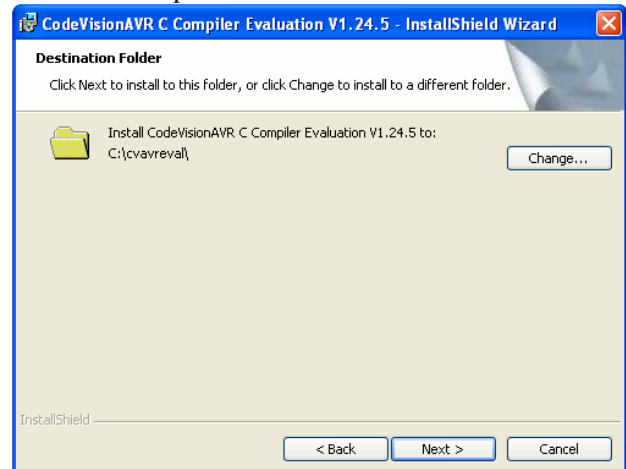 CodeVisionAVR C Compiler Evaluation V1.24.5 - InstallShield Wizard
Destination Folder
Click Next to install to this folder, or click Change to install to a different folder.
Install CodeVisionAVR C Compiler Evaluation V1.24.5 to:
C:\cvavreval\
Change...
InstallShield
< Back
Next >
Cancel